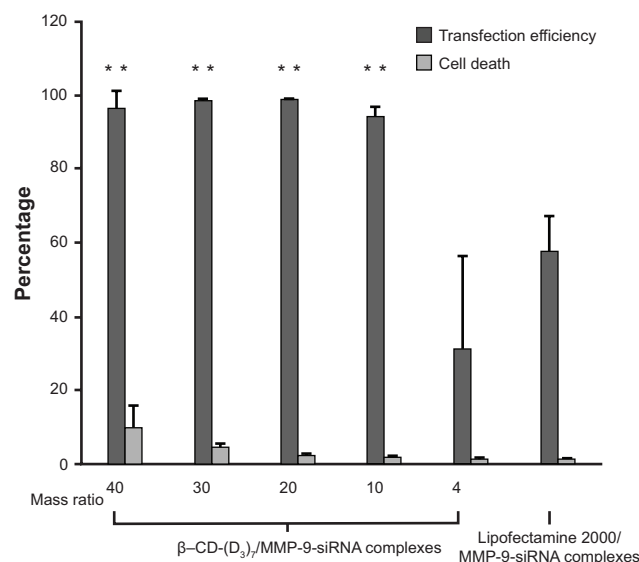 120
100
80
60
40
20
0
Percentage
Transfection efficiency
Cell death
* *
* *
* *
* *
Mass ratio
40
30
20
10
4
β–CD-(D₃)₇/MMP-9-siRNA complexes
Lipofectamine 2000/
MMP-9-siRNA complexes